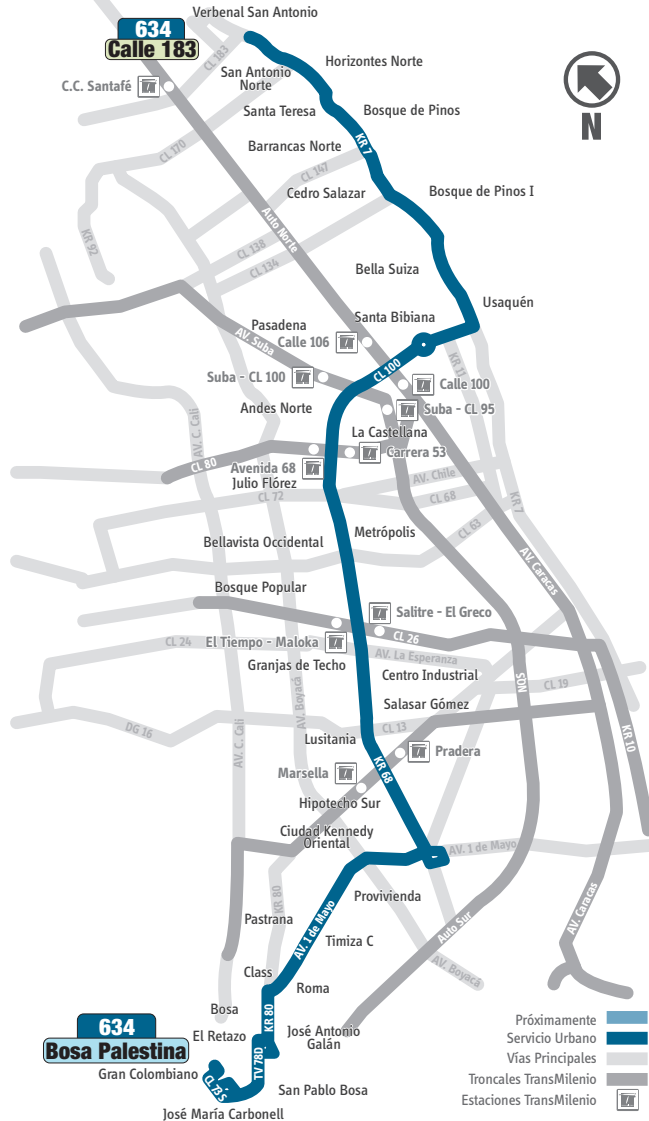 Verbenal San Antonio
634
Calle 183
CL 183
Horizontes Norte
San Antonio
Norte
C.C. Santafé
Santa Teresa
Bosque de Pinos
N
Barrancas Norte
KR 7
CL 170
CL 147
Cedro Salazar
Bosque de Pinos I
Auto Norte
KR 92
CL 138
CL 134
Bella Suiza
Usaquén
Santa Bibiana
Pasadena
AV. Suba
Calle 106
KR 11
CL 100
Suba - CL 100
Calle 100
Andes Norte
Suba - CL 95
AV. C. Cali
La Castellana
Carrera 53
CL 80
Avenida 68
Julio Flórez
AV. Chile
CL 72
CL 68
KR 7
CL 63
Metrópolis
Bellavista Occidental
AV. Caracas
Bosque Popular
Salitre - El Greco
CL 26
CL 24
El Tiempo - Maloka
AV. La Esperanza
Granjas de Techo
Centro Industrial
NQS
CL 19
AV. Boyacá
Salasar Gómez
DG 16
AV. C. Cali
CL 13
KR 10
Lusitania
Pradera
KR 68
Marsella
Hipotecho Sur
Ciudad Kennedy
Oriental
AV. 1 de Mayo
KR 80
Provivienda
AV. 1 de Mayo
Pastrana
Auto Sur
AV. Caracas
Timiza C
AV. Boyacá
Class
Roma
Bosa
KR 80
634
Bosa Palestina
El Retazo
José Antonio
Galán
TV 78D
Gran Colombiano
CL 73 S
San Pablo Bosa
José María Carbonell
Próximamente
Servicio Urbano
Vías Principales
Troncales TransMilenio
Estaciones TransMilenio